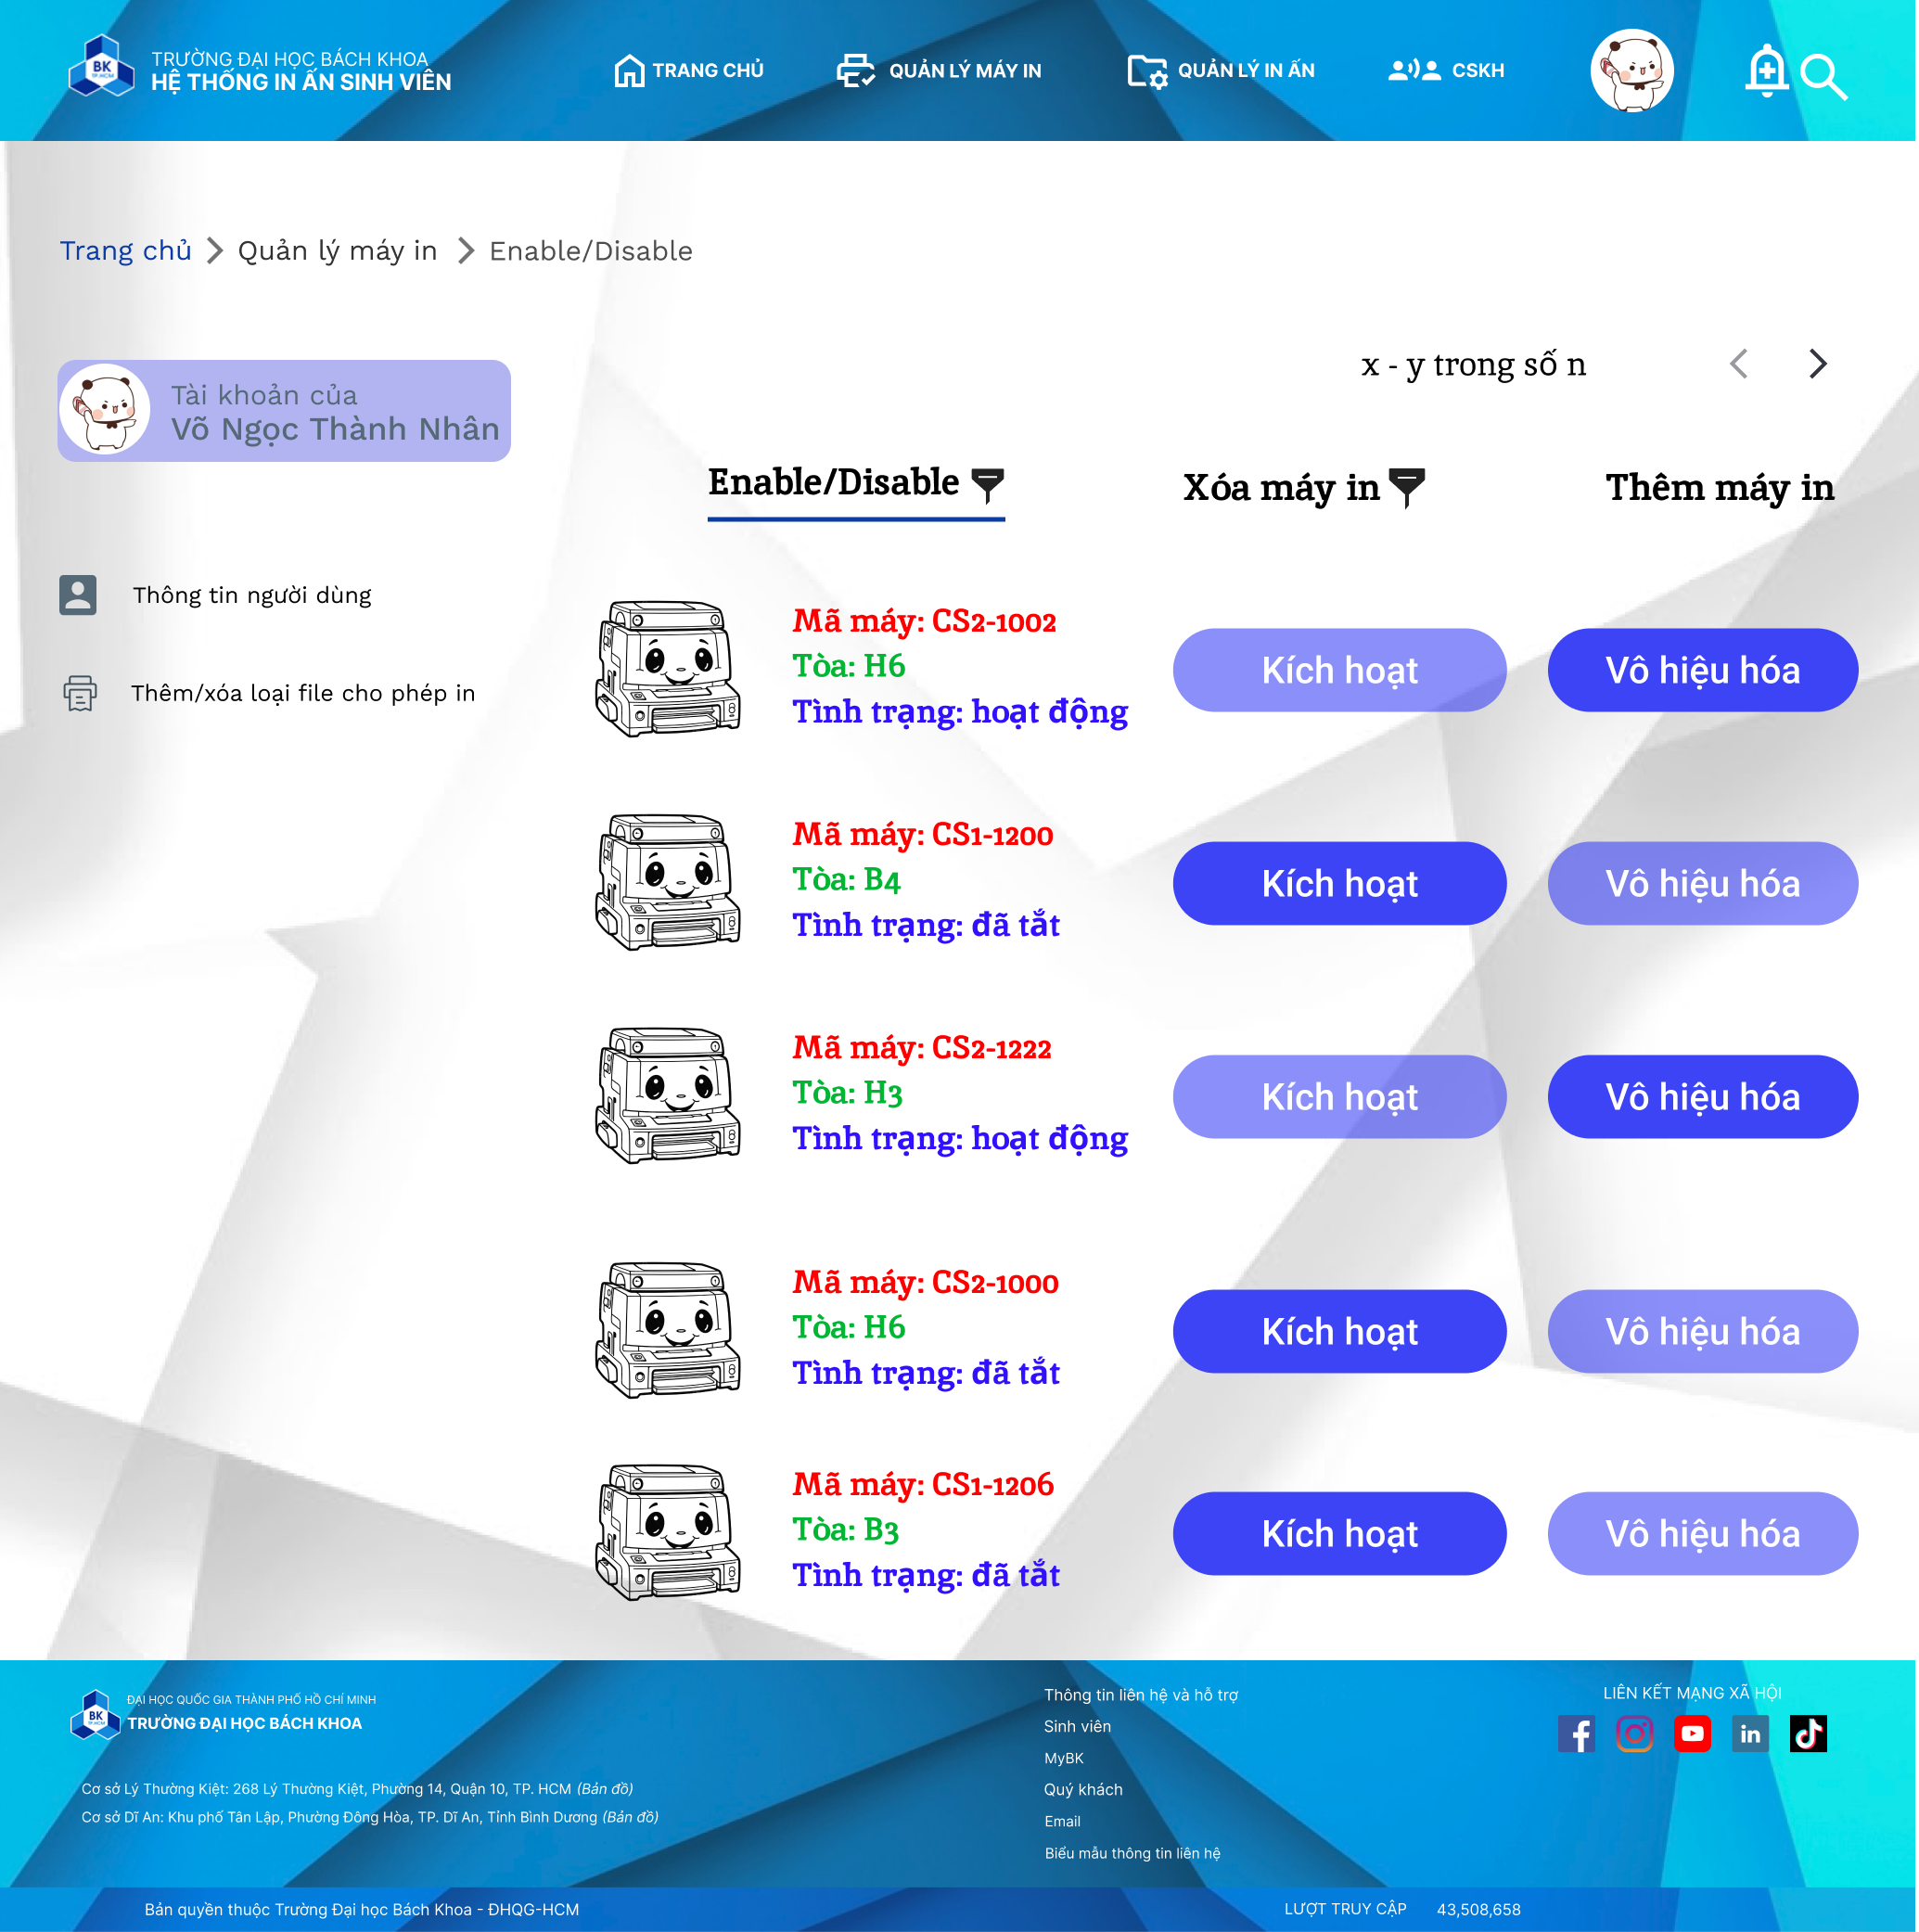 BK
TP.HCM
TRƯỜNG ĐẠI HỌC BÁCH KHOA
HỆ THỐNG IN ẤN SINH VIÊN
TRANG CHỦ
QUẢN LÝ MÁY IN
QUẢN LÝ IN ẤN
CSKH
Trang chủ
Quản lý máy in
Enable/Disable
x - y trong số n
Tài khoản của
Võ Ngọc Thành Nhân
Enable/Disable
Xóa máy in
Thêm máy in
Thông tin người dùng
Thêm/xóa loại file cho phép in
Mã máy: CS2-1002
Tòa: H6
Tình trạng: hoạt động
Kích hoạt
Vô hiệu hóa
Mã máy: CS1-1200
Tòa: B4
Tình trạng: đã tắt
Kích hoạt
Vô hiệu hóa
Mã máy: CS2-1222
Tòa: H3
Tình trạng: hoạt động
Kích hoạt
Vô hiệu hóa
Mã máy: CS2-1000
Tòa: H6
Tình trạng: đã tắt
Kích hoạt
Vô hiệu hóa
Mã máy: CS1-1206
Tòa: B3
Tình trạng: đã tắt
Kích hoạt
Vô hiệu hóa
BK
TP.HCM
ĐẠI HỌC QUỐC GIA THÀNH PHỐ HỒ CHÍ MINH
TRƯỜNG ĐẠI HỌC BÁCH KHOA
Cơ sở Lý Thường Kiệt: 268 Lý Thường Kiệt, Phường 14, Quận 10, TP. HCM (Bản đồ)
Cơ sở Dĩ An: Khu phố Tân Lập, Phường Đông Hòa, TP. Dĩ An, Tỉnh Bình Dương (Bản đồ)
Thông tin liên hệ và hỗ trợ
Sinh viên
MyBK
Quý khách
Email
Biểu mẫu thông tin liên hệ
LIÊN KẾT MẠNG XÃ HỘI
Bản quyền thuộc Trường Đại học Bách Khoa - ĐHQG-HCM
LƯỢT TRUY CẬP
43,508,658